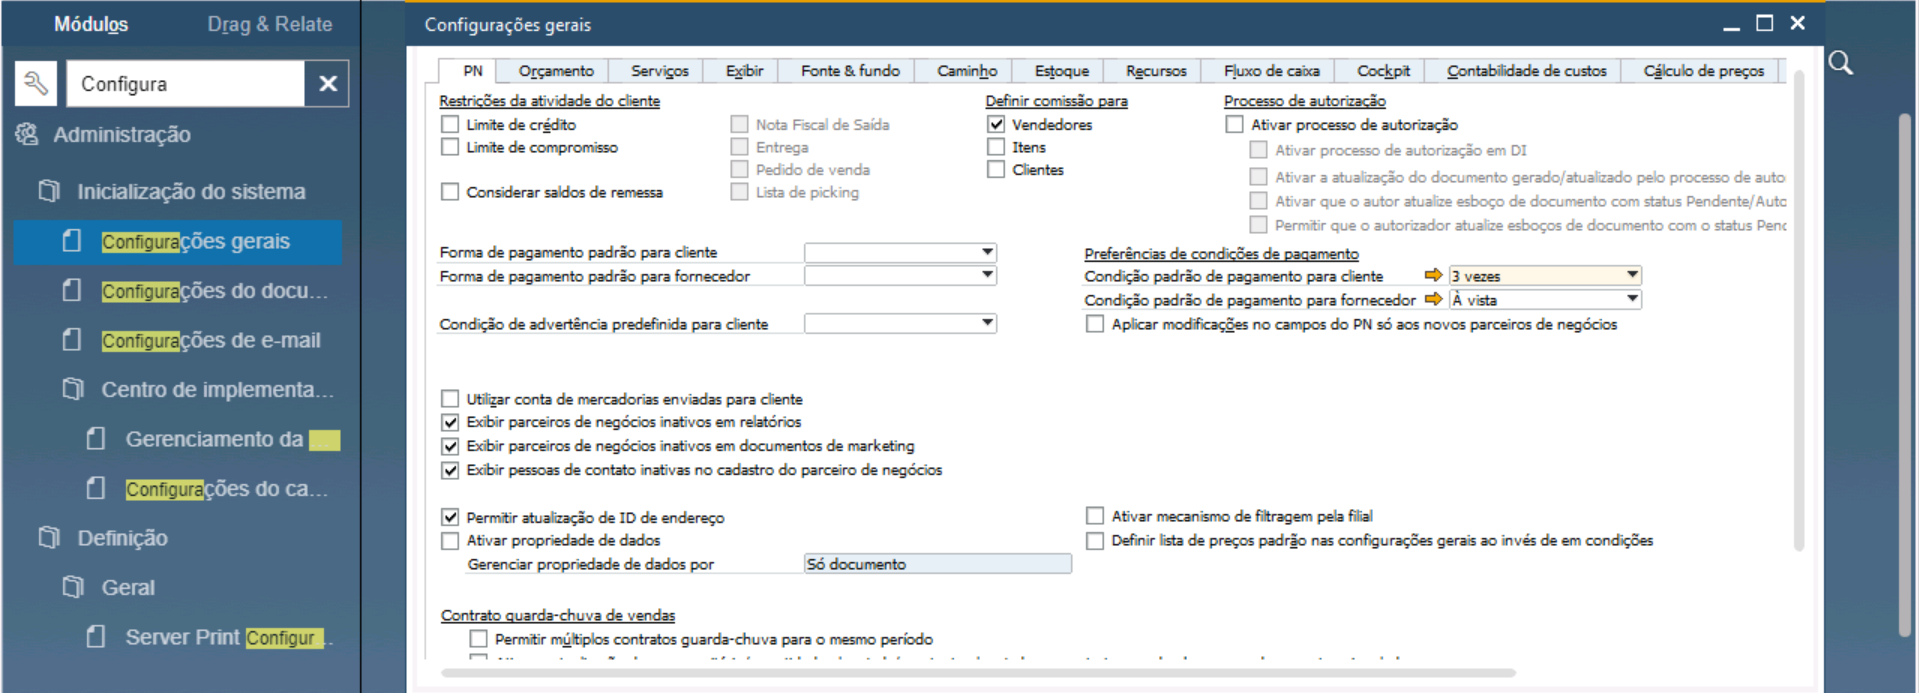 Módulos
Drag & Relate
Configura
Administração
Inicialização do sistema
Configurações gerais
Configurações do docu...
Configurações de e-mail
Centro de implementa...
Gerenciamento da ...
Configurações do ca...
Definição
Geral
Server Print Configur...
Configurações gerais
PN
Orçamento
Serviços
Exibir
Fonte & fundo
Caminho
Estoque
Recursos
Fluxo de caixa
Cockpit
Contabilidade de custos
Cálculo de preços
Restrições da atividade do cliente
Limite de crédito
Limite de compromisso
Considerar saldos de remessa
Nota Fiscal de Saída
Entrega
Pedido de venda
Lista de picking
Definir comissão para
Vendedores
Itens
Clientes
Processo de autorização
Ativar processo de autorização
Ativar processo de autorização em DI
Ativar a atualização do documento gerado/atualizado pelo processo de auto
Ativar que o autor atualize esboço de documento com status Pendente/Auto
Permitir que o autorizador atualize esboços de documento com o status Pend
Forma de pagamento padrão para cliente
Forma de pagamento padrão para fornecedor
Condição de advertência predefinida para cliente
Preferências de condições de pagamento
Condição padrão de pagamento para cliente 3 vezes
Condição padrão de pagamento para fornecedor À vista
Aplicar modificações no campos do PN só aos novos parceiros de negócios
Utilizar conta de mercadorias enviadas para cliente
Exibir parceiros de negócios inativos em relatórios
Exibir parceiros de negócios inativos em documentos de marketing
Exibir pessoas de contato inativas no cadastro do parceiro de negócios
Permitir atualização de ID de endereço
Ativar propriedade de dados
Gerenciar propriedade de dados por Só documento
Ativar mecanismo de filtragem pela filial
Definir lista de preços padrão nas configurações gerais ao invés de em condições
Contrato guarda-chuva de vendas
Permitir múltiplos contratos guarda-chuva para o mesmo período